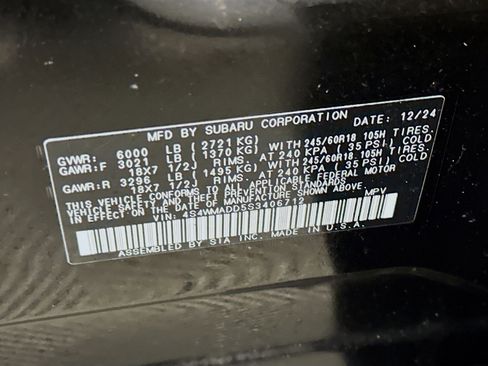 MFD BY SUBARU CORPORATION DATE: 12/24
GVWR: 6000 LB (2721 KG)
GAWR:F 3021 LB (1370 KG) WITH 245/60R18 105H TIRES.
18X7 1/2J RIMS. AT 240 KPA (35 PSI) COLD
GAWR:R 3296 LB (1495 KG) WITH 245/60R18 105H TIRES.
18X7 1/2J RIMS. AT 240 KPA (35 PSI) COLD
THIS VEHICLE CONFORMS TO ALL APPLICABLE FEDERAL MOTOR
VEHICLE SAFETY AND THEFT PREVENTION STANDARDS
IN EFFECT ON THE DATE OF MANUFACTURE SHOWN ABOVE.
VIN: 4S4WMADD5S3406712 MPV
ASSEMBLED BY SIA INC. MADE IN U.S.A.